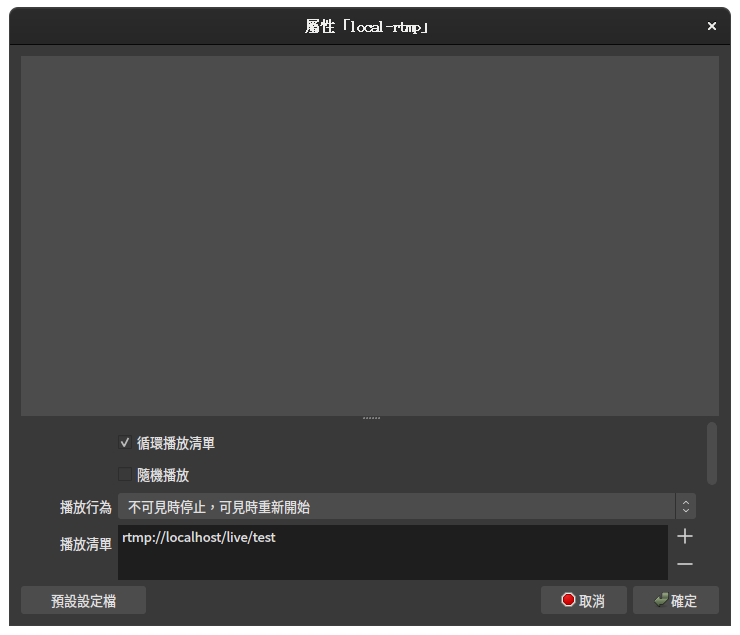 屬性「local-rtmp」
循環播放清單
隨機播放
播放行為 不可見時停止，可見時重新開始
播放清單 rtmp://localhost/live/test
預設設定檔 取消 確定